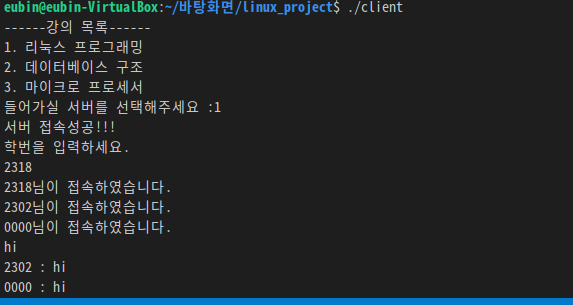 eubin@eubin-VirtualBox:~/바탕화면/linux_project$ ./client
------강의 목록------
1. 리눅스 프로그래밍
2. 데이터베이스 구조
3. 마이크로 프로세서
들어가실 서버를 선택해주세요 :1
서버 접속성공!!!
학번을 입력하세요.
2318
2318님이 접속하였습니다.
2302님이 접속하였습니다.
0000님이 접속하였습니다.
hi
2302 : hi
0000 : hi